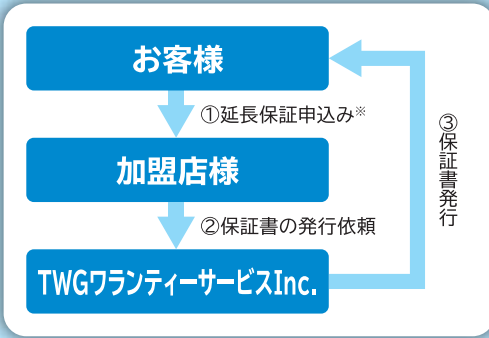 お客様
①延長保証申込み※
加盟店様
②保証書の発行依頼
TWGワランティーサービスInc.
③保証書発行